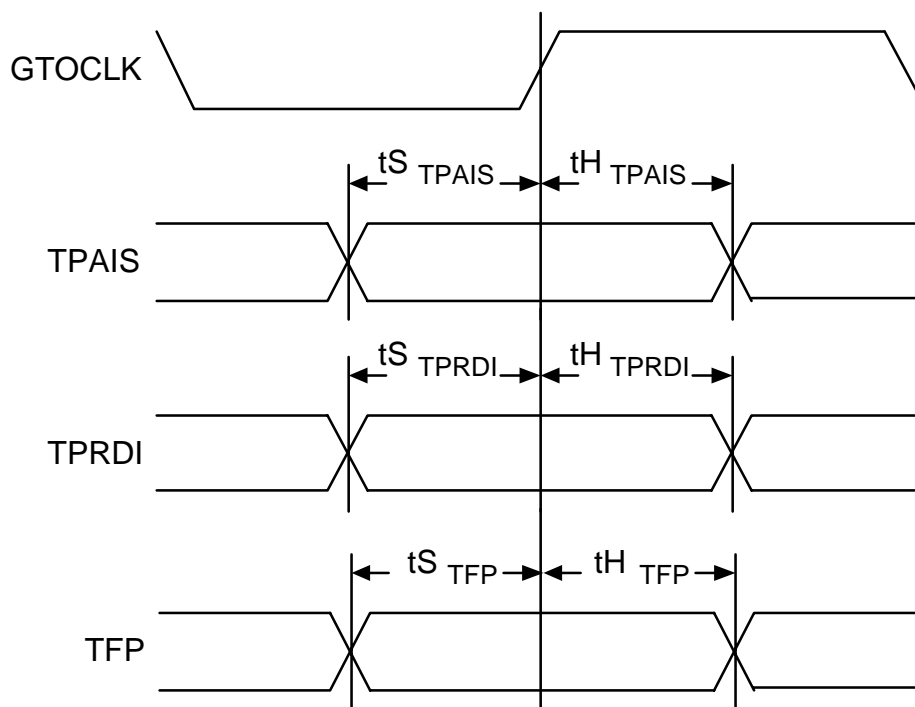 GTOCLK
tS TPAIS tH TPAIS
TPAIS
tS TPRDI tH TPRDI
TPRDI
tS TFP tH TFP
TFP